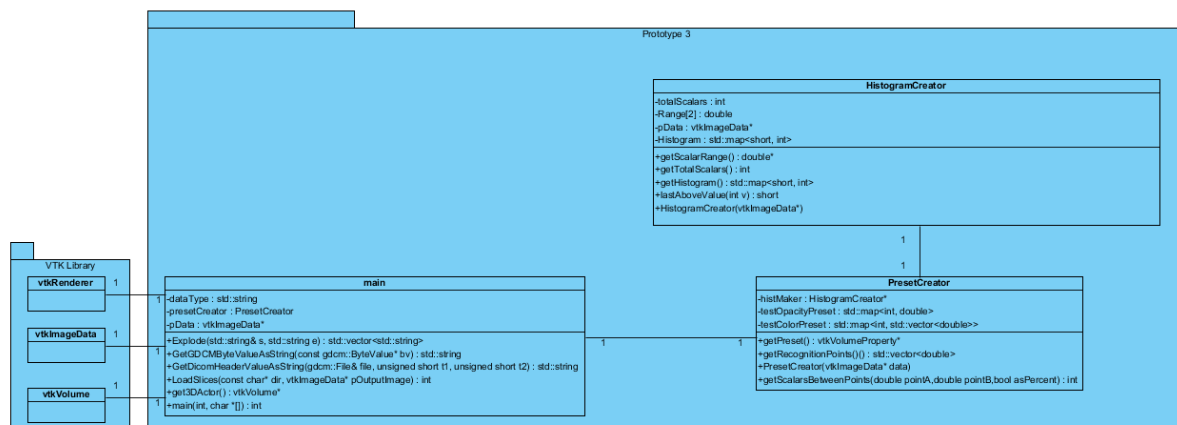 Prototype 3
HistogramCreator
-totalScalars : int
-Range[2] : double
-pData : vtkImageData*
-Histogram : std::map<short, int>
+getScalarRange() : double*
+getTotalScalars() : int
+getHistogram() : std::map<short, int>
+lastAboveValue(int v) : short
+HistogramCreator(vtkImageData*)
1
1
VTK Library
vtkRenderer
1
1
vtkImageData
1
1
vtkVolume
1
1
main
-dataType : std::string
-presetCreator : PresetCreator
-pData : vtkImageData*
+Explode(std::string& s, std::string e) : std::vector<std::string>
+GetGDCMByteValueAsString(const gdcm::ByteValue* bv) : std::string
+GetDicomHeaderValueAsString(gdcm::File& file, unsigned short t1, unsigned short t2) : std::string
+LoadSlices(const char* dir, vtkImageData* pOutputImage) : int
+get3DActor() : vtkVolume*
+main(int, char *[]) : int
1
1
PresetCreator
-histMaker : HistogramCreator*
-testOpacityPreset : std::map<int, double>
-testColorPreset : std::map<int, std::vector<double>>
+getPreset() : vtkVolumeProperty*
+getRecognitionPoints()() : std::vector<double>
+PresetCreator(vtkImageData* data)
+getScalarsBetweenPoints(double pointA,double pointB,bool asPercent) : int